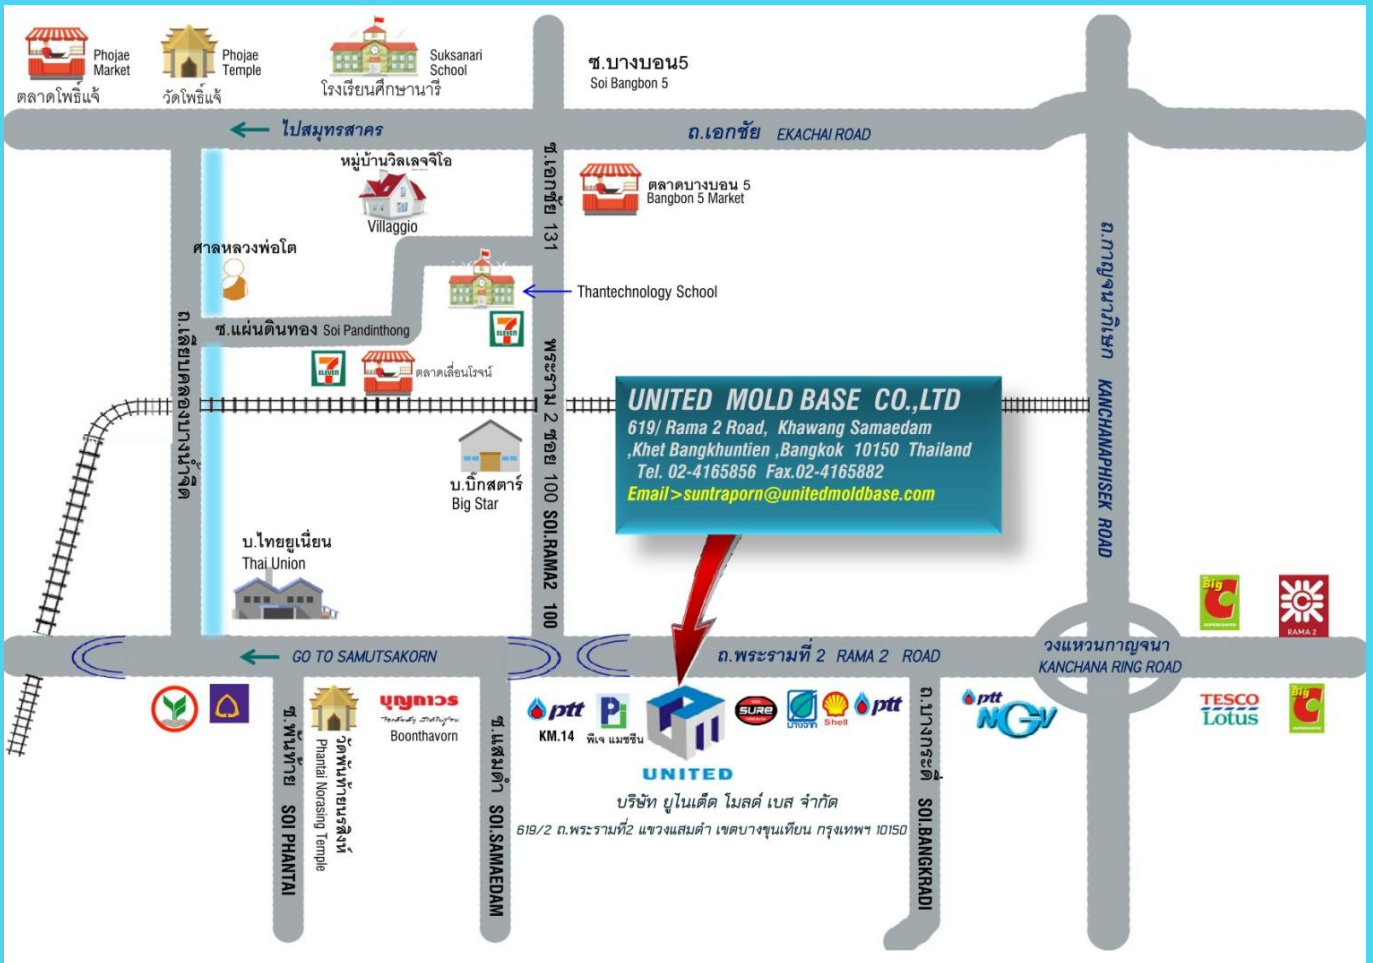 Phojae
Market
ตลาดโพธิ์แจ้
Phojae
Temple
วัดโพธิ์แจ้
Suksanari
School
โรงเรียนศึกษานารี
ซ.บางบอน5
Soi Bangbon 5
ไปสมุทรสาคร
ถ.เอกชัย EKACHAI ROAD
หมู่บ้านวิลเลจจิโอ
Villaggio
ซ.เอกชัย 131
ตลาดบางบอน 5
Bangbon 5 Market
ศาลหลวงพ่อโต
Thantechnology School
ซ.แผ่นดินทอง Soi Pandinthong
7
ELEVEN
7
ELEVEN
ตลาดเลื่อนโรจน์
ถ.เลียบคลองบางน้ำจืด
พระราม 2 ซอย 100 SOI.RAMA2 100
ถ.กาญจนาภิเษก KANCHANAPHISEK ROAD
UNITED MOLD BASE CO.,LTD
619/ Rama 2 Road, Khawang Samaedam
,Khet Bangkhuntien ,Bangkok 10150 Thailand
Tel. 02-4165856 Fax.02-4165882
Email>suntraporn@unitedmoldbase.com
บ.บิ๊กสตาร์
Big Star
บ.ไทยยูเนี่ยน
Thai Union
Big
C
SUPERCENTER
RAMA 2
GO TO SAMUTSAKORN
ถ.พระรามที่ 2 RAMA 2 ROAD
วงแหวนกาญจนา
KANCHANA RING ROAD
ซ.พันท้าย SOI PHANTAI
วัดพันท้ายนรสิงห์
Phantai Norasing Temple
บุญถาวร
Boonthavorn
ซ.แสมดำ SOI.SAMAEDAM
ptt
KM.14
Pj
พีเจ แมชชีน
UNITED
SURE
บางจาก
Shell
ptt
ถ.บางกระดี่ SOI.BANGKRADI
ptt
NGV
TESCO
Lotus
Big
C
บริษัท ยูไนเต็ด โมลด์ เบส จำกัด
619/2 ถ.พระรามที่2 แขวงแสมดำ เขตบางขุนเทียน กรุงเทพฯ 10150